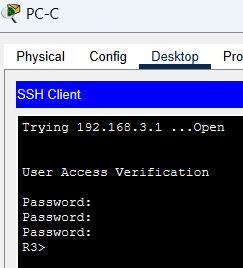 PC-C
Physical Config Desktop Pro
SSH Client
Trying 192.168.3.1 ...Open
User Access Verification
Password:
Password:
Password:
R3>